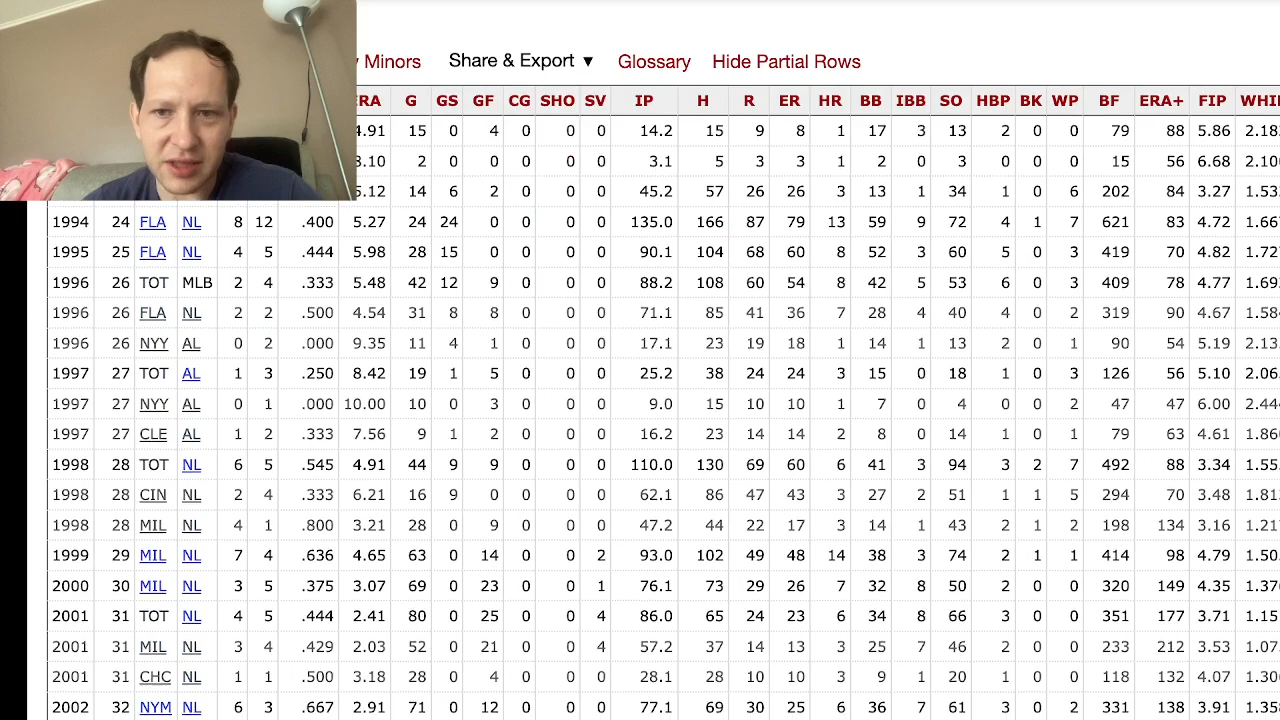 Minors Share & Export ▼ Glossary Hide Partial Rows
G GS GF CG SHO SV IP H R ER HR BB IBB SO HBP BK WP BF ERA+ FIP
15 0 4 0 0 0 14.2 15 9 8 1 17 3 13 2 0 0 79 88 5.86 2.18
2 0 0 0 0 0 3.1 5 3 3 1 2 0 3 0 0 0 15 56 6.68 2.10
14 6 2 0 0 0 45.2 57 26 26 3 13 1 34 1 0 6 202 84 3.27 1.53
1994 24 FLA NL 8 12 .400 5.27 24 24 0 0 0 0 135.0 166 87 79 13 59 9 72 4 1 7 621 83 4.72 1.66
1995 25 FLA NL 4 5 .444 5.98 28 15 0 0 0 0 90.1 104 68 60 8 52 3 60 5 0 3 419 70 4.82 1.72
1996 26 TOT MLB 2 4 .333 5.48 42 12 9 0 0 0 88.2 108 60 54 8 42 5 53 6 0 3 409 78 4.77 1.69
1996 26 FLA NL 2 2 .500 4.54 31 8 8 0 0 0 71.1 85 41 36 7 28 4 40 4 0 2 319 90 4.67 1.58
1996 26 NYY AL 0 2 .000 9.35 11 4 1 0 0 0 17.1 23 19 18 1 14 1 13 2 0 1 90 54 5.19 2.13
1997 27 TOT AL 1 3 .250 8.42 19 1 5 0 0 0 25.2 38 24 24 3 15 0 18 1 0 3 126 56 5.10 2.06
1997 27 NYY AL 0 1 .000 10.00 10 0 3 0 0 0 9.0 15 10 10 1 7 0 4 0 0 2 47 47 6.00 2.44
1997 27 CLE AL 1 2 .333 7.56 9 1 2 0 0 0 16.2 23 14 14 2 8 0 14 1 0 1 79 63 4.61 1.86
1998 28 TOT NL 6 5 .545 4.91 44 9 9 0 0 0 110.0 130 69 60 6 41 3 94 3 2 7 492 88 3.34 1.55
1998 28 CIN NL 2 4 .333 6.21 16 9 0 0 0 0 62.1 86 47 43 3 27 2 51 1 1 5 294 70 3.48 1.81
1998 28 MIL NL 4 1 .800 3.21 28 0 9 0 0 0 47.2 44 22 17 3 14 1 43 2 1 2 198 134 3.16 1.21
1999 29 MIL NL 7 4 .636 4.65 63 0 14 0 0 2 93.0 102 49 48 14 38 3 74 2 1 1 414 98 4.79 1.50
2000 30 MIL NL 3 5 .375 3.07 69 0 23 0 0 1 76.1 73 29 26 7 32 8 50 2 0 0 320 149 4.35 1.37
2001 31 TOT NL 4 5 .444 2.41 80 0 25 0 0 4 86.0 65 24 23 6 34 8 66 3 0 0 351 177 3.71 1.15
2001 31 MIL NL 3 4 .429 2.03 52 0 21 0 0 4 57.2 37 14 13 3 25 7 46 2 0 0 233 212 3.53 1.07
2001 31 CHC NL 1 1 .500 3.18 28 0 4 0 0 0 28.1 28 10 10 3 9 1 20 1 0 0 118 132 4.07 1.30
2002 32 NYM NL 6 3 .667 2.91 71 0 12 0 0 0 77.1 69 30 25 6 36 7 61 3 0 2 331 138 3.91 1.35